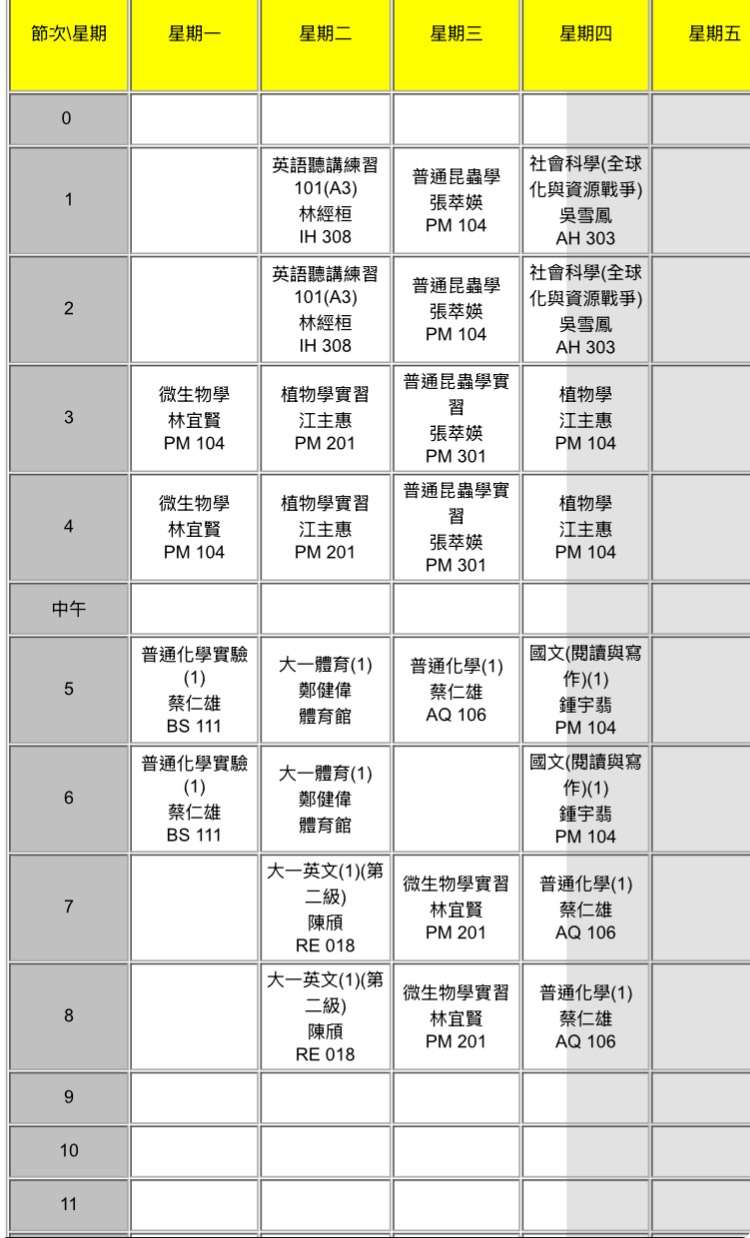 節次\星期 星期一 星期二 星期三 星期四 星期五
0
1
英語聽講練習
101(A3)
林經桓
IH 308
普通昆蟲學
張萃媖
PM 104
社會科學(全球
化與資源戰爭)
吳雪鳳
AH 303
2
英語聽講練習
101(A3)
林經桓
IH 308
普通昆蟲學
張萃媖
PM 104
社會科學(全球
化與資源戰爭)
吳雪鳳
AH 303
3
微生物學
林宜賢
PM 104
植物學實習
江主惠
PM 201
普通昆蟲學實
習
張萃媖
PM 301
植物學
江主惠
PM 104
4
微生物學
林宜賢
PM 104
植物學實習
江主惠
PM 201
普通昆蟲學實
習
張萃媖
PM 301
植物學
江主惠
PM 104
中午
5
普通化學實驗
(1)
蔡仁雄
BS 111
大一體育(1)
鄭健偉
體育館
普通化學(1)
蔡仁雄
AQ 106
國文(閱讀與寫
作)(1)
鍾宇翡
PM 104
6
普通化學實驗
(1)
蔡仁雄
BS 111
大一體育(1)
鄭健偉
體育館
國文(閱讀與寫
作)(1)
鍾宇翡
PM 104
7
大一英文(1)(第
二級)
陳頎
RE 018
微生物學實習
林宜賢
PM 201
普通化學(1)
蔡仁雄
AQ 106
8
大一英文(1)(第
二級)
陳頎
RE 018
微生物學實習
林宜賢
PM 201
普通化學(1)
蔡仁雄
AQ 106
9
10
11